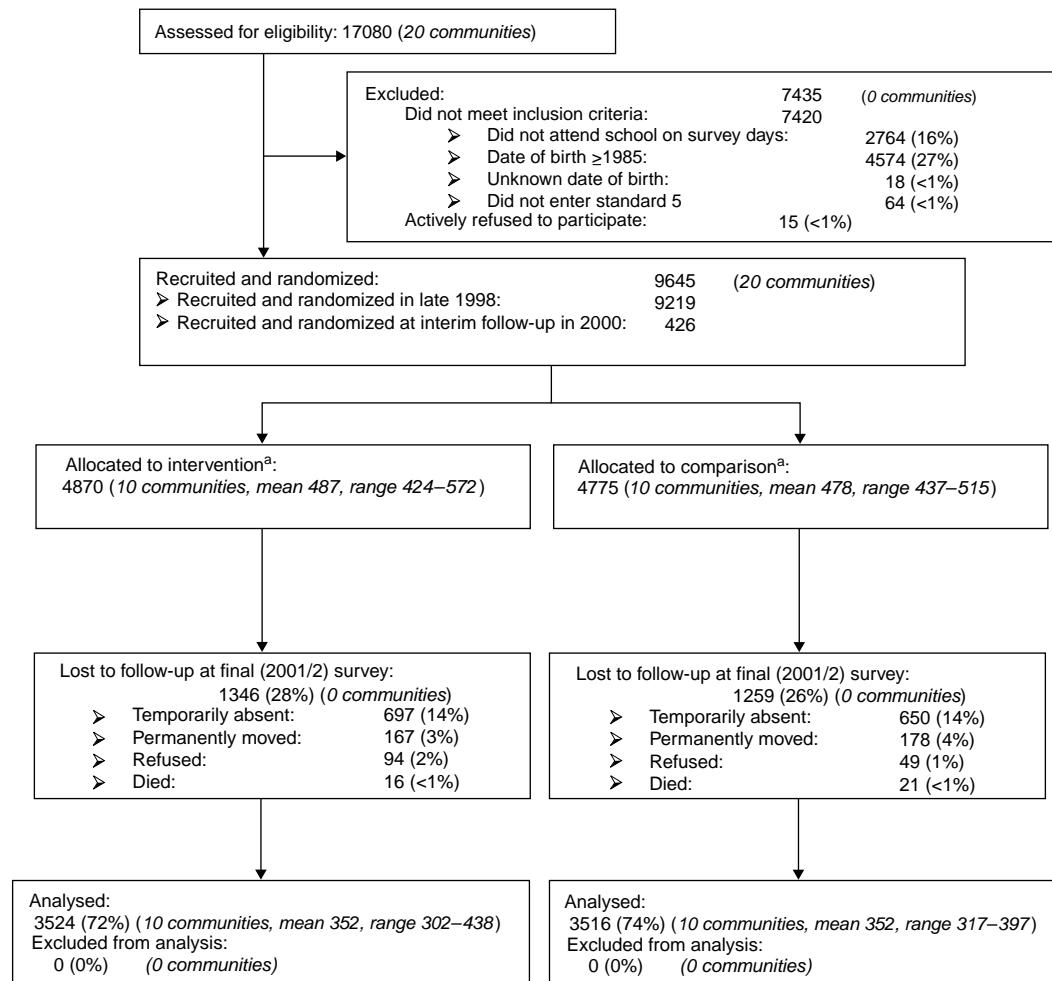 Assessed for eligibility: 17080 (20 communities)
Excluded: 7435 (0 communities)
Did not meet inclusion criteria: 7420
➢ Did not attend school on survey days: 2764 (16%)
➢ Date of birth ≥1985: 4574 (27%)
➢ Unknown date of birth: 18 (<1%)
➢ Did not enter standard 5 64 (<1%)
Actively refused to participate: 15 (<1%)
Recruited and randomized: 9645 (20 communities)
➢ Recruited and randomized in late 1998: 9219
➢ Recruited and randomized at interim follow-up in 2000: 426
Allocated to interventionᵃ:
4870 (10 communities, mean 487, range 424–572)
Allocated to comparisonᵃ:
4775 (10 communities, mean 478, range 437–515)
Lost to follow-up at final (2001/2) survey:
1346 (28%) (0 communities)
➢ Temporarily absent: 697 (14%)
➢ Permanently moved: 167 (3%)
➢ Refused: 94 (2%)
➢ Died: 16 (<1%)
Lost to follow-up at final (2001/2) survey:
1259 (26%) (0 communities)
➢ Temporarily absent: 650 (14%)
➢ Permanently moved: 178 (4%)
➢ Refused: 49 (1%)
➢ Died: 21 (<1%)
Analysed:
3524 (72%) (10 communities, mean 352, range 302–438)
Excluded from analysis:
0 (0%) (0 communities)
Analysed:
3516 (74%) (10 communities, mean 352, range 317–397)
Excluded from analysis:
0 (0%) (0 communities)